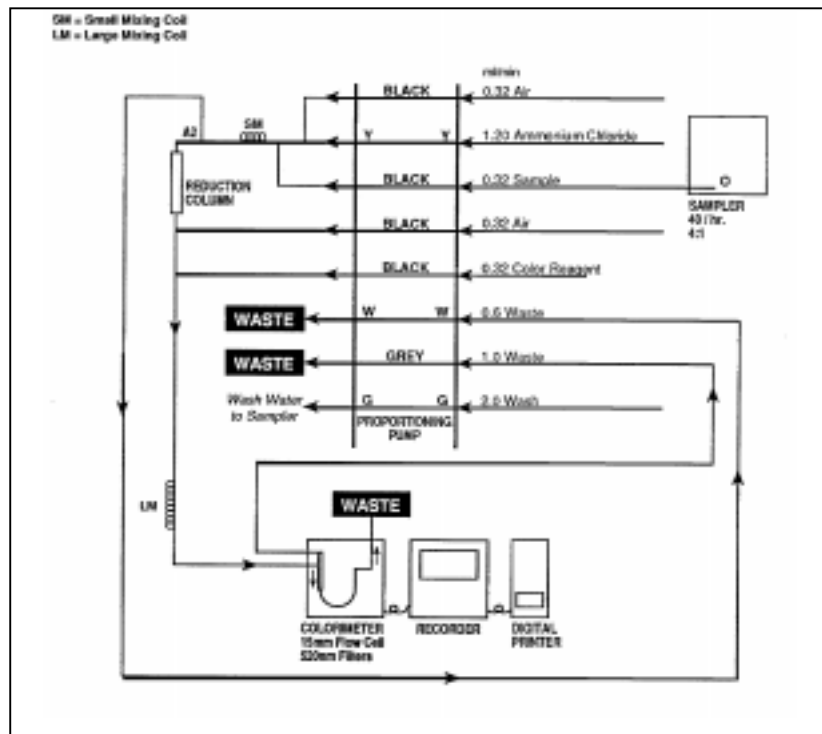 SM = Small Mixing Coil
LM = Large Mixing Coil
ml/min
BLACK 0.32 Air
SM
A2
Y Y 1.20 Ammonium Chloride
BLACK 0.32 Sample
REDUCTION
COLUMN
SAMPLER
40 / hr.
4:1
BLACK 0.32 Air
BLACK 0.32 Color Reagent
WASTE W W 0.6 Waste
WASTE GREY 1.0 Waste
Wash Water
to Sampler
G G 2.0 Wash
PROPORTIONING
PUMP
LM
WASTE
COLORIMETER
15mm Flow Cell
520nm Filters
RECORDER
DIGITAL
PRINTER